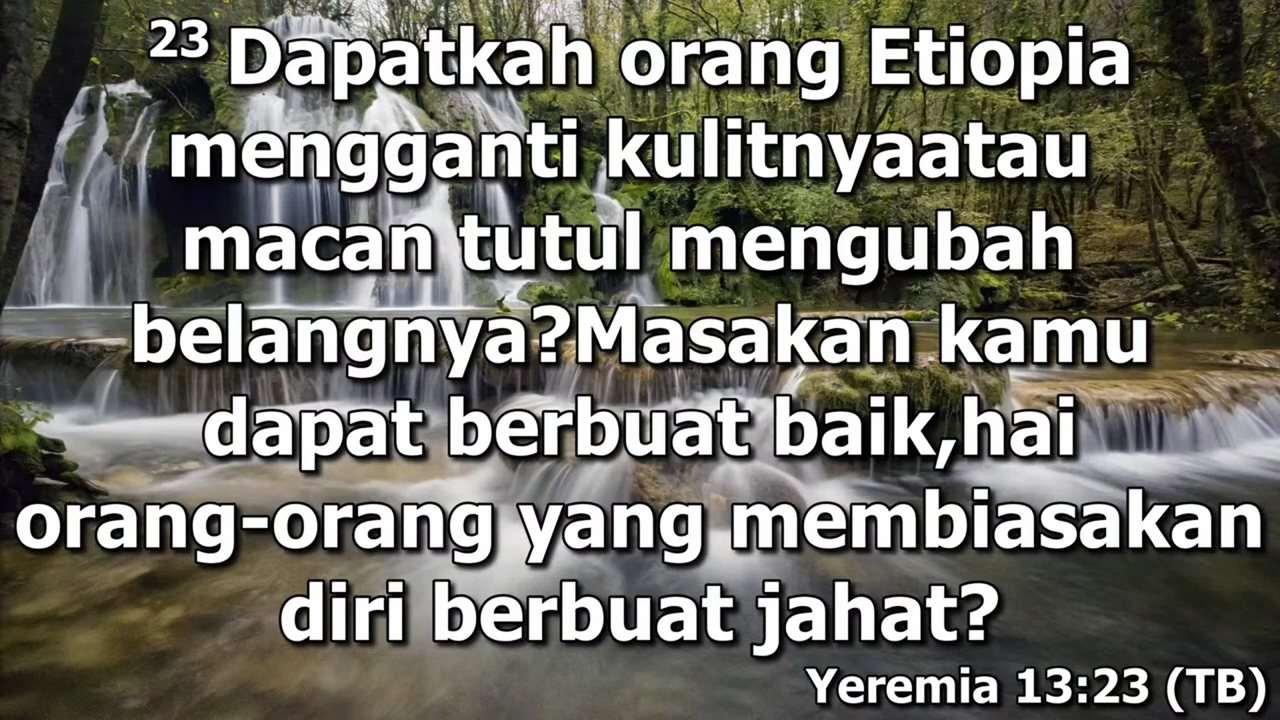 23 Dapatkah orang Etiopia
mengganti kulitnyaatau
macan tutul mengubah
belangnya?Masakan kamu
dapat berbuat baik,hai
orang-orang yang membiasakan
diri berbuat jahat?
Yeremia 13:23 (TB)